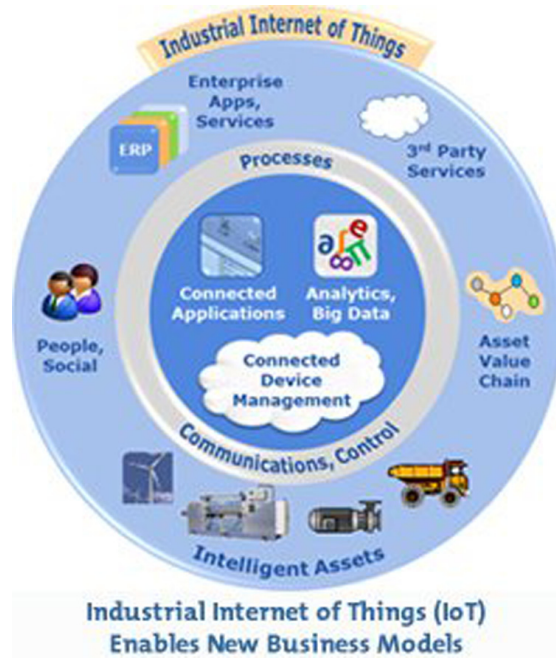 Industrial Internet of Things
Enterprise
Apps,
Services
ERP
3rd Party
Services
Processes
Connected
Applications
Analytics,
Big Data
People,
Social
Asset
Value
Chain
Connected
Device
Management
Communications, Control
Intelligent Assets
Industrial Internet of Things (IoT)
Enables New Business Models